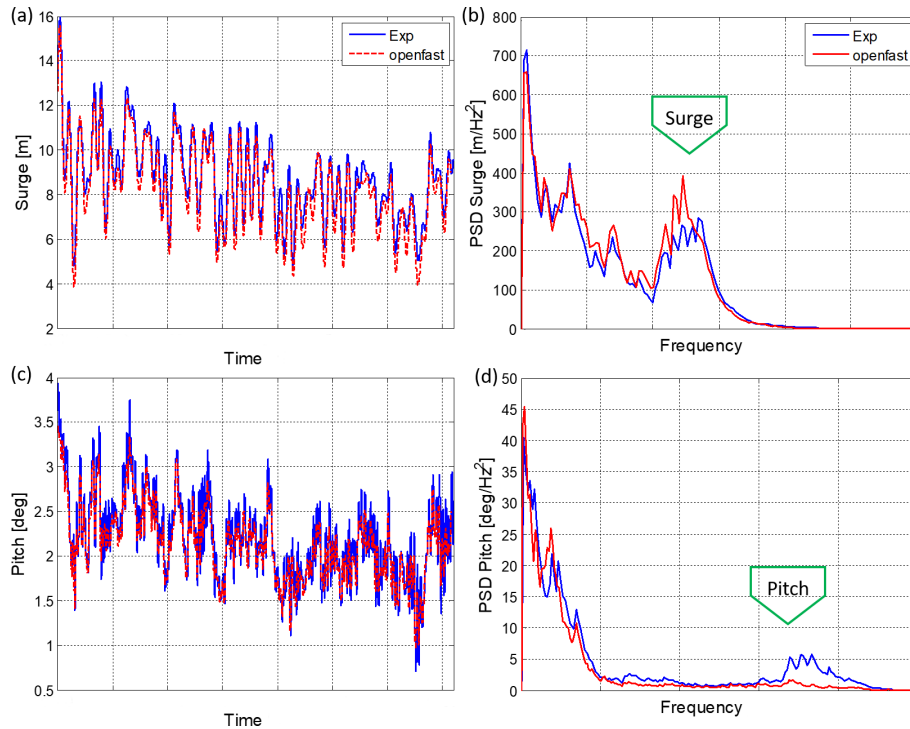 (a)
16
14
12
10
8
6
4
2
Surge [m]
Time
Exp
openfast
(b)
800
700
600
500
400
300
200
100
0
PSD Surge [m/Hz²]
Frequency
Exp
openfast
Surge
(c)
4
3.5
3
2.5
2
1.5
1
0.5
Pitch [deg]
Time
(d)
50
45
40
35
30
25
20
15
10
5
0
PSD Pitch [deg/Hz²]
Frequency
Pitch